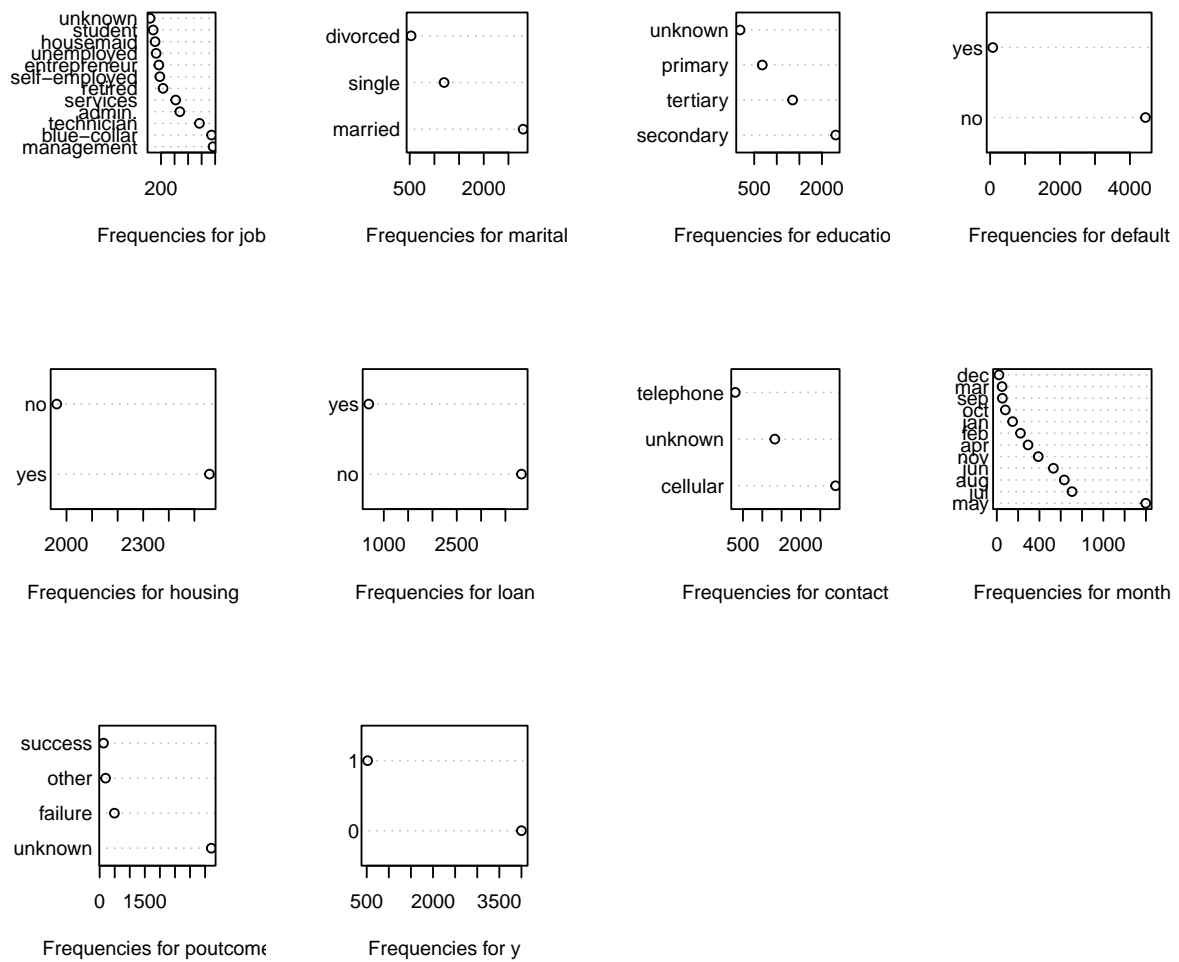 unknown
student
housemaid
unemployed
entrepreneur
self−employed
retired
services
admin.
technician
blue−collar
management
200
Frequencies for job
divorced
single
married
500 2000
Frequencies for marital
unknown
primary
tertiary
secondary
500 2000
Frequencies for educatio
yes
no
0 2000 4000
Frequencies for default
no
yes
2000 2300
Frequencies for housing
yes
no
1000 2500
Frequencies for loan
telephone
unknown
cellular
500 2000
Frequencies for contact
dec
mar
sep
oct
jan
feb
apr
nov
jun
aug
jul
may
0 400 1000
Frequencies for month
success
other
failure
unknown
0 1500
Frequencies for poutcome
1
0
500 2000 3500
Frequencies for y